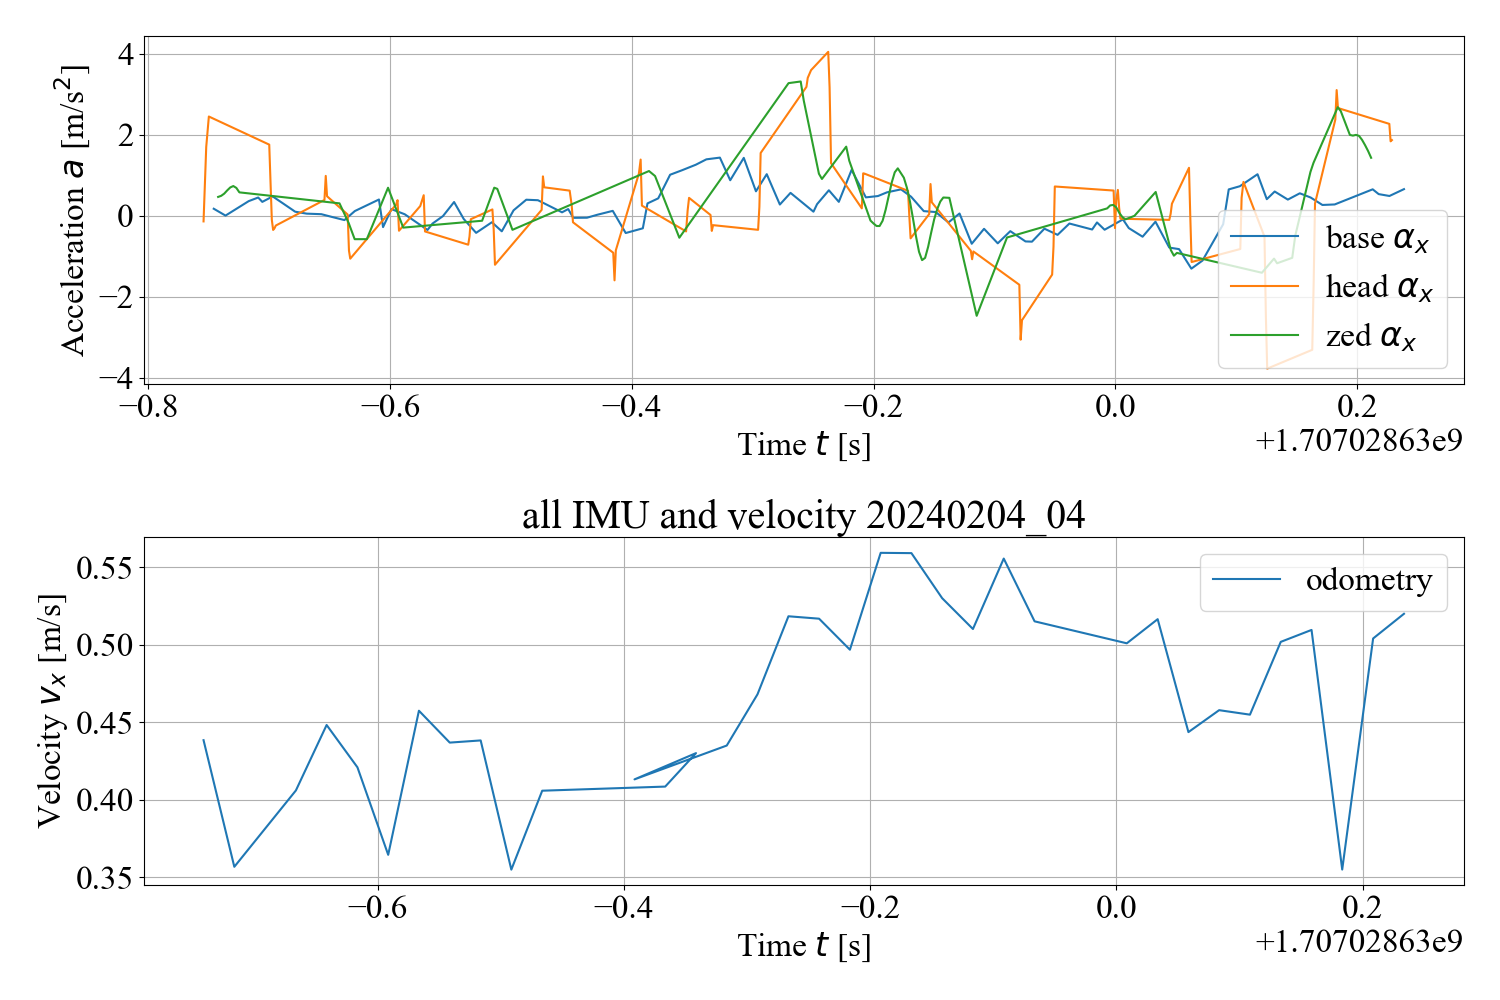 Acceleration a [m/s²]
4
2
0
−2
−4
base αₓ
head αₓ
zed αₓ
−0.8 −0.6 −0.4 −0.2 0.0 0.2
Time t [s]
+1.70702863e9
all IMU and velocity 20240204_04
Velocity vₓ [m/s]
0.55
0.50
0.45
0.40
0.35
odometry
−0.6 −0.4 −0.2 0.0 0.2
Time t [s]
+1.70702863e9